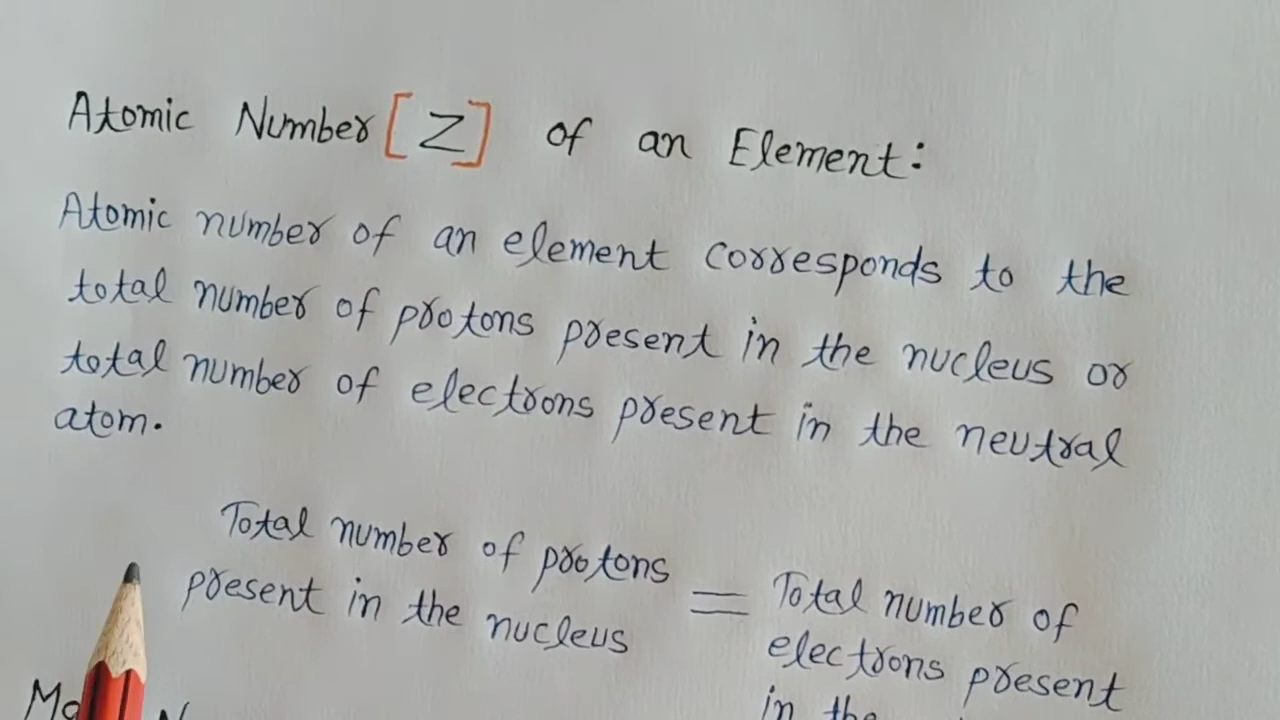 Atomic Number [Z] of an Element:
Atomic number of an element corresponds to the
total number of protons present in the nucleus or
total number of electrons present in the neutral
atom.
Total number of protons
present in the nucleus
=
Total number of
electrons present
in the